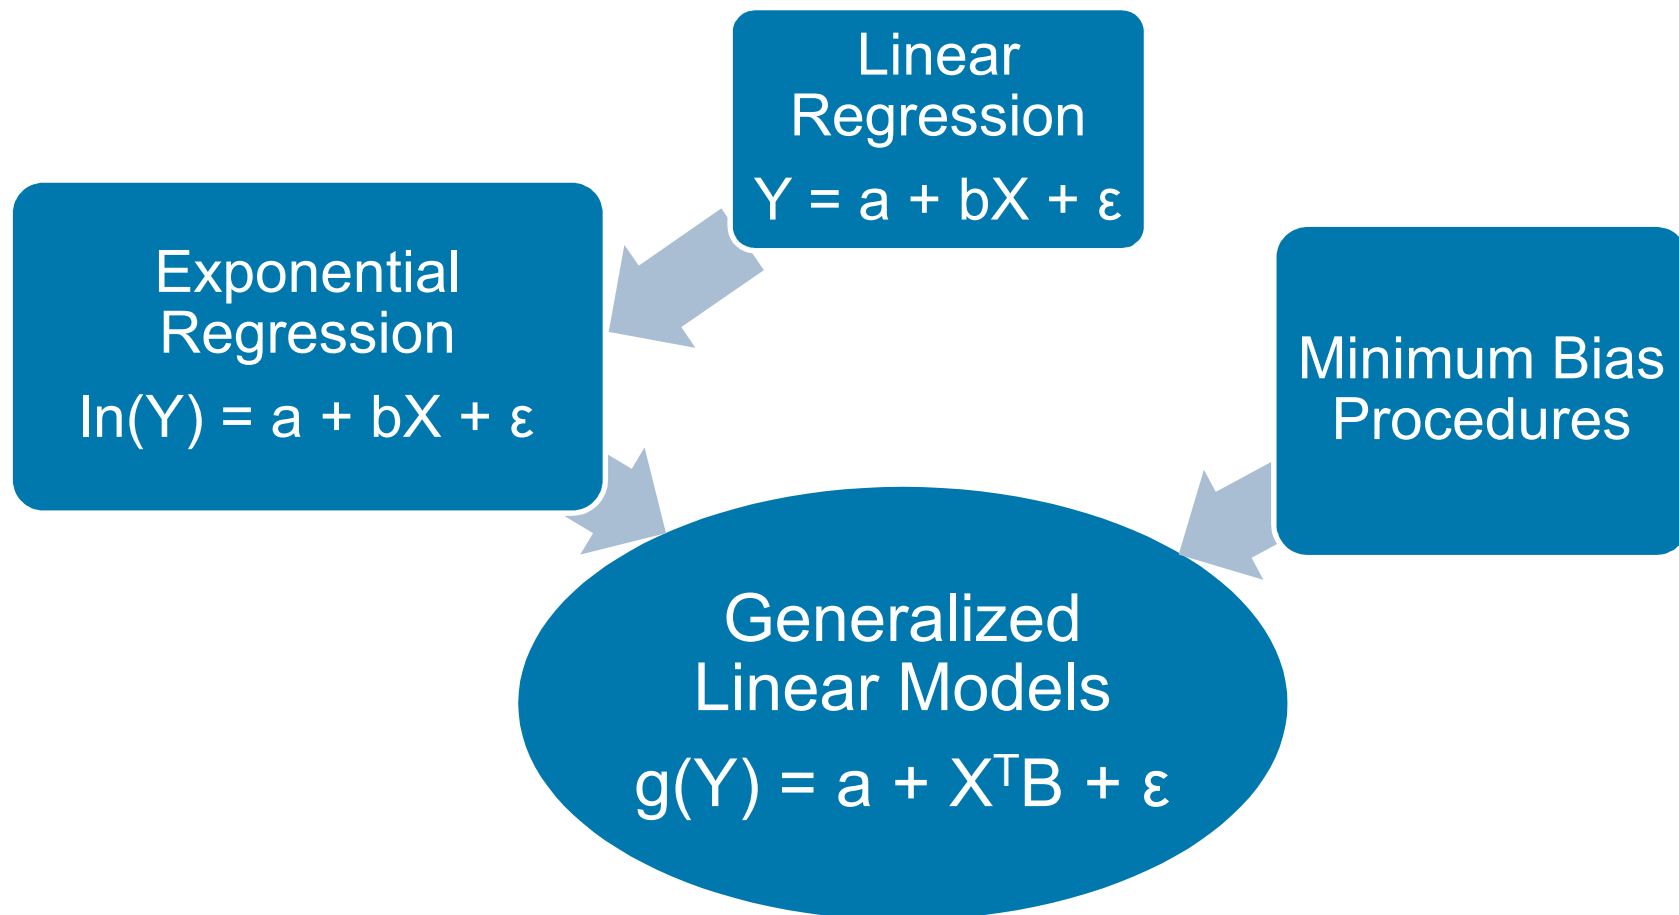 Linear
Regression
Y = a + bX + ε
Exponential
Regression
ln(Y) = a + bX + ε
Minimum Bias
Procedures
Generalized
Linear Models
g(Y) = a + XᵀB + ε